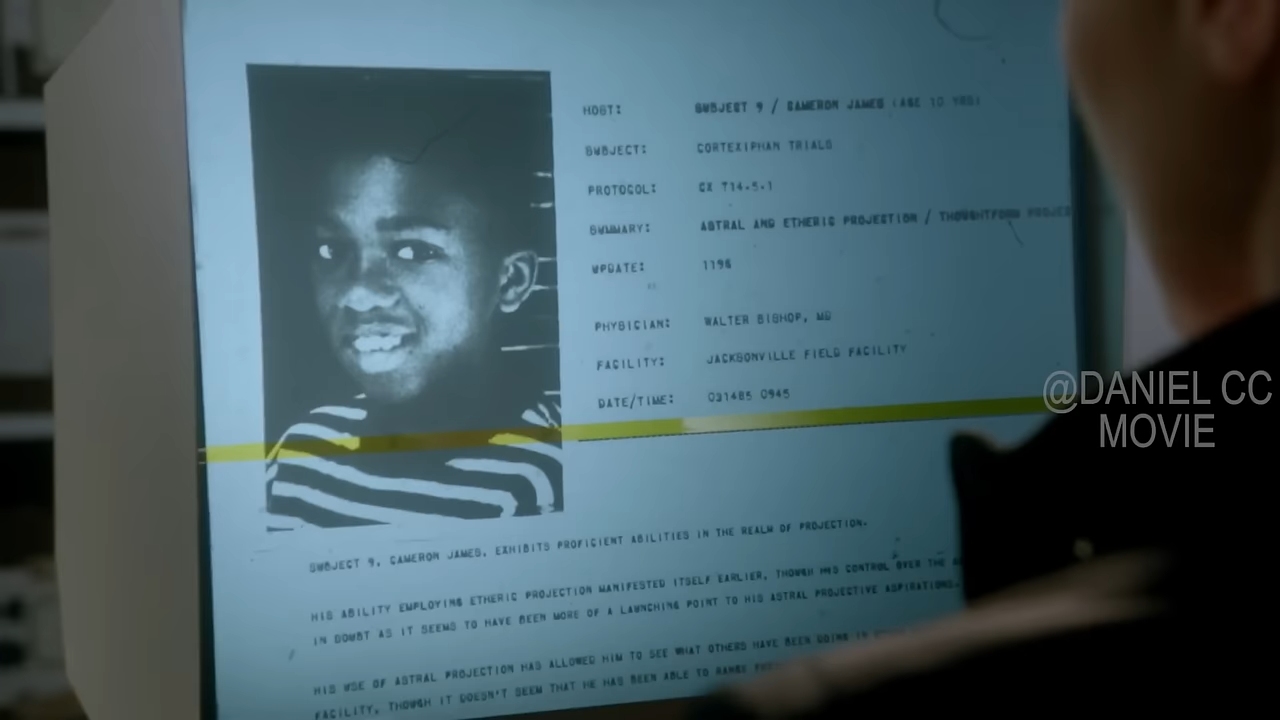 HOST: SUBJECT 9 / CAMERON JAMES (AGE 10 YRS)
SUBJECT: CORTEXIPHAN TRIALS
PROTOCOL: CX T14.5.1
SUMMARY: ASTRAL AND ETHERIC PROJECTION / THOUGHTFORM PROJEC
UPDATE: 1196
PHYSICIAN: WALTER BISHOP, MD
FACILITY: JACKSONVILLE FIELD FACILITY
DATE/TIME: 031485 0945
@DANIEL CC
MOVIE
SUBJECT 9, CAMERON JAMES, EXHIBITS PROFICIENT ABILITIES IN THE REALM OF PROJECTION.
HIS ABILITY EMPLOYING ETHERIC PROJECTION MANIFESTED ITSELF EARLIER, THOUGH HIS CONTROL OVER THE
IN DOUBT AS IT SEEMS TO HAVE BEEN MORE OF A LAUNCHING POINT TO HIS ASTRAL PROJECTIVE ASPIRATIONS.
HIS USE OF ASTRAL PROJECTION HAS ALLOWED HIM TO SEE WHAT OTHERS HAVE BEEN DOING
FACILITY, THOUGH IT DOESN'T SEEM THAT HE HAS BEEN ABLE TO RANGE